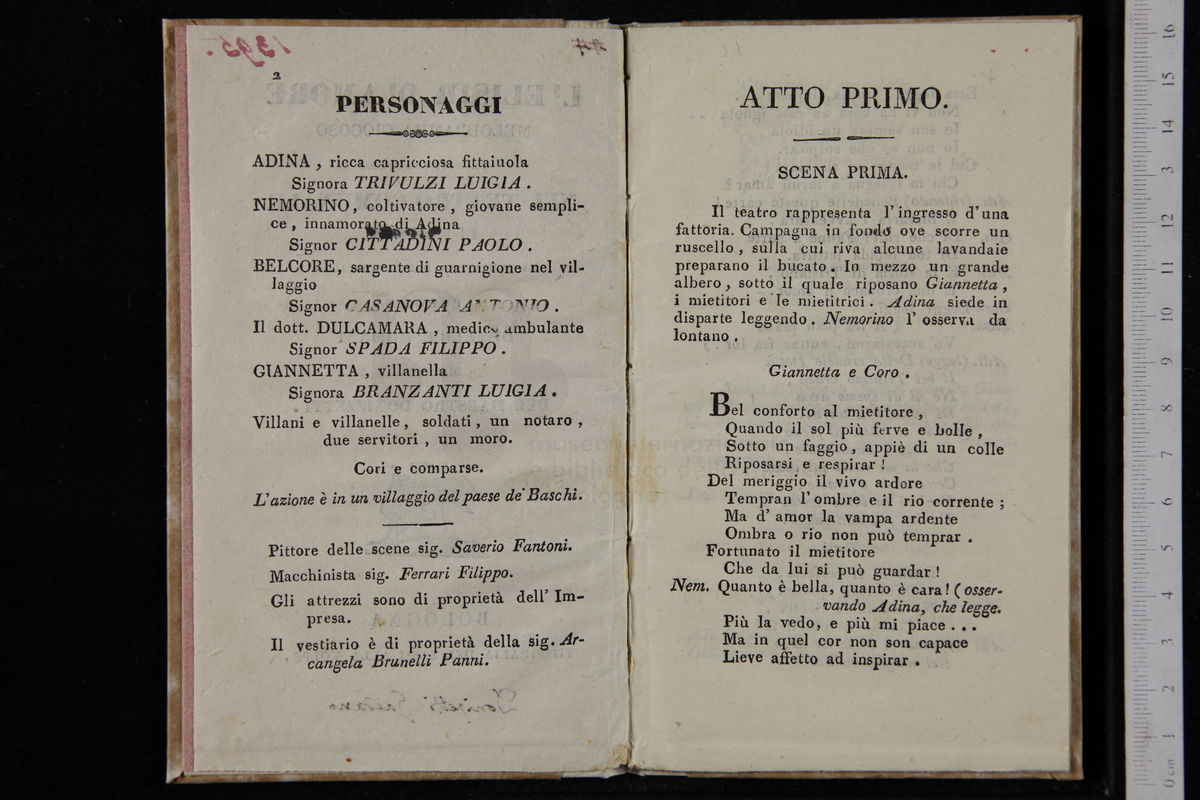 2
PERSONAGGI
ADINA , ricca capricciosa fittaiuola
Signora TRIVULZI LUIGIA .
NEMORINO, coltivatore , giovane sempli-
ce , innamorato di Adina
Signor CITTADINI PAOLO .
BELCORE, sargente di guarnigione nel vil-
laggio
Signor CASANOVA ANTONIO .
Il dott. DULCAMARA , medico ambulante
Signor SPADA FILIPPO .
GIANNETTA , villanella
Signora BRANZANTI LUIGIA .
Villani e villanelle , soldati , un notaro ,
due servitori , un moro.
Cori e comparse.
L'azione è in un villaggio del paese de' Baschi.
Pittore delle scene sig. Saverio Fantoni.
Macchinista sig. Ferrari Filippo.
Gli attrezzi sono di proprietà dell' Im-
presa.
Il vestiario è di proprietà della sig. Ar-
cangela Brunelli Panni.
ATTO PRIMO.
SCENA PRIMA.
Il teatro rappresenta l' ingresso d'una
fattoria. Campagna in fondo ove scorre un
ruscello , sulla cui riva alcune lavandaie
preparano il bucato . In mezzo un grande
albero, sotto il quale riposano Giannetta ,
i mietitori e le mietitrici . Adina siede in
disparte leggendo . Nemorino l' osserva da
lontano .
Giannetta e Coro .
Bel conforto al mietitore ,
Quando il sol più ferve e bolle ,
Sotto un faggio , appiè di un colle
Riposarsi e respirar !
Del meriggio il vivo ardore
Tempran l' ombre e il rio corrente ;
Ma d' amor la vampa ardente
Ombra o rio non può temprar .
Fortunato il mietitore
Che da lui si può guardar !
Nem. Quanto è bella, quanto è cara ! ( osser-
vando Adina, che legge.
Più la vedo, e più mi piace . . .
Ma in quel cor non son capace
Lieve affetto ad inspirar .